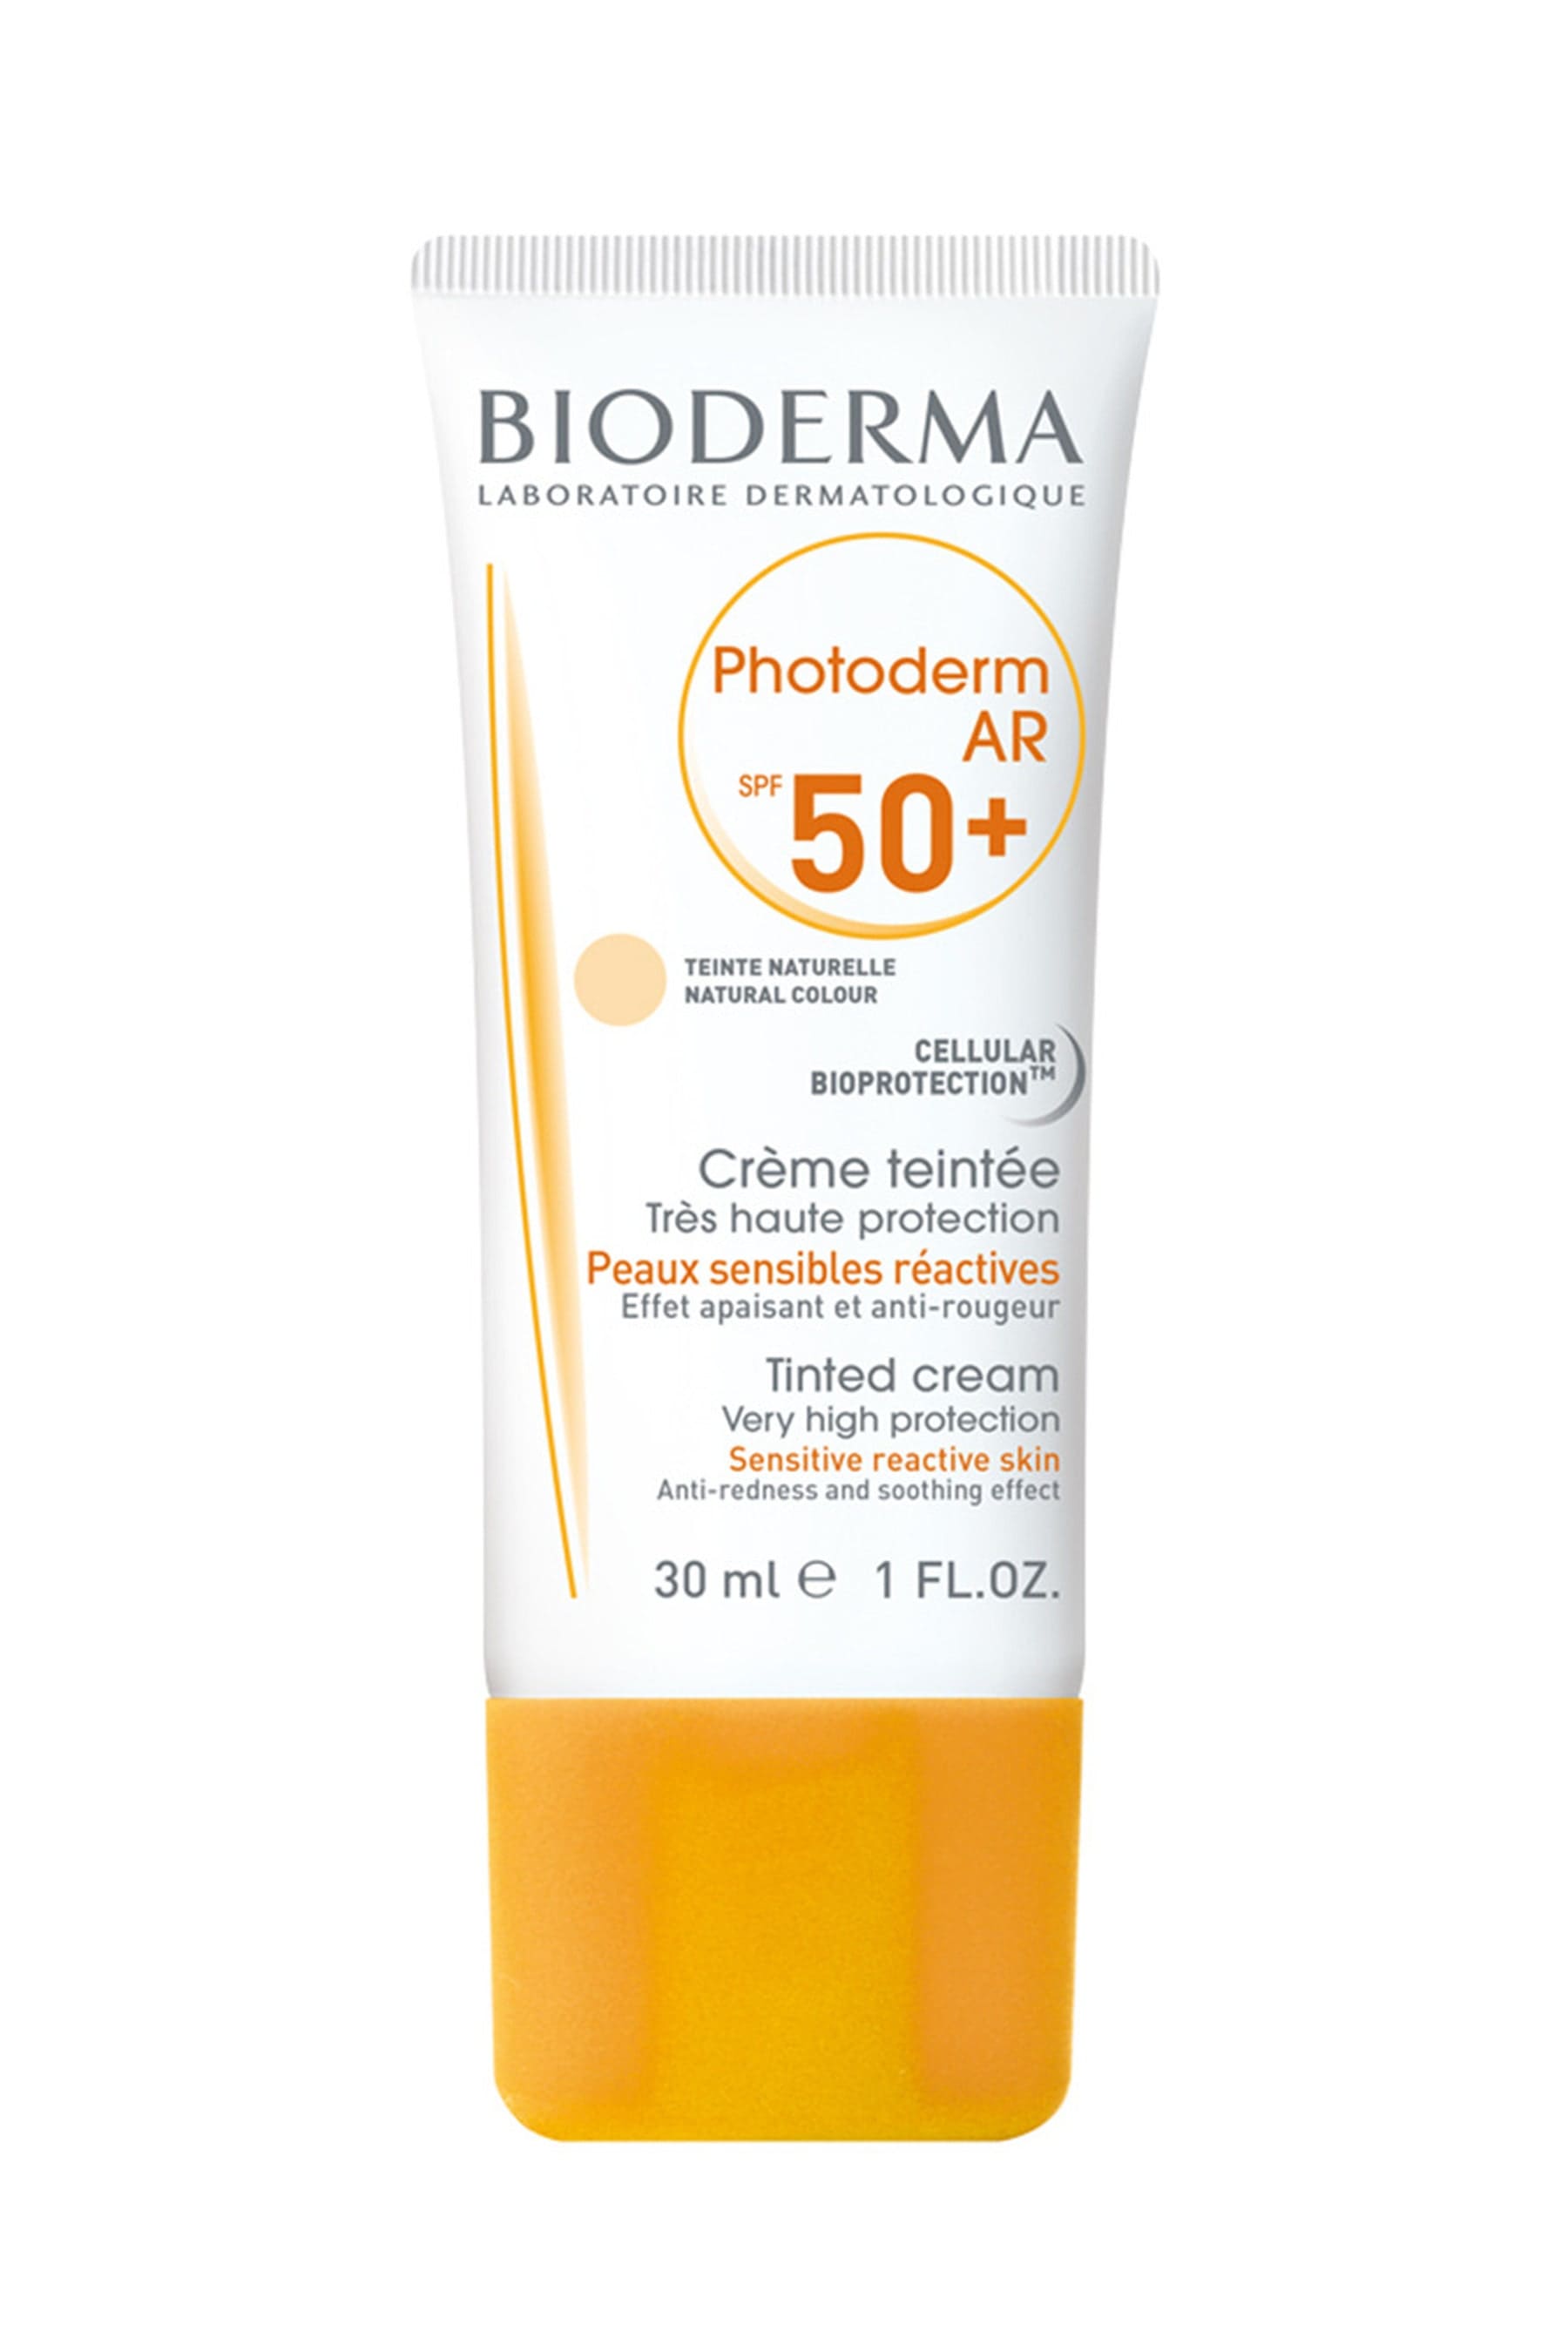 BIODERMA
LABORATOIRE DERMATOLOGIQUE
Photoderm
AR
SPF 50+
TEINTE NATURELLE
NATURAL COLOUR
CELLULAR
BIOPROTECTION™
Crème teintée
Très haute protection
Peaux sensibles réactives
Effet apaisant et anti-rougeur
Tinted cream
Very high protection
Sensitive reactive skin
Anti-redness and soothing effect
30 ml ℮ 1 FL.OZ.